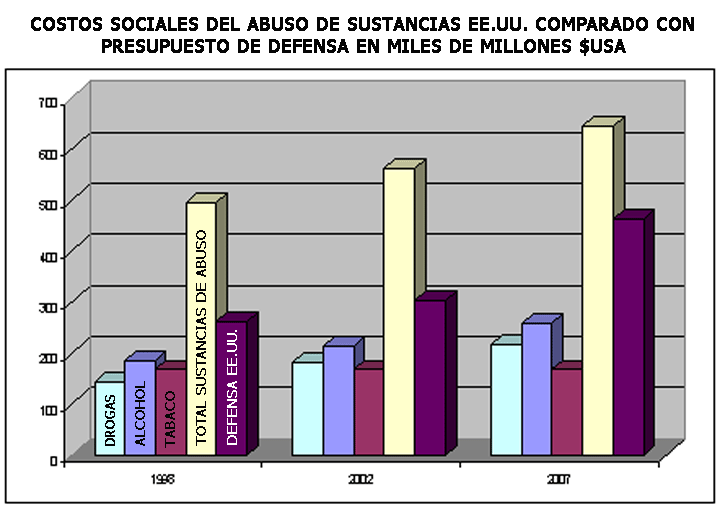 COSTOS SOCIALES DEL ABUSO DE SUSTANCIAS EE.UU. COMPARADO CON
PRESUPUESTO DE DEFENSA EN MILES DE MILLONES $USA
700
600
500
400
300
200
100
0
DROGAS
ALCOHOL
TABACO
TOTAL SUSTANCIAS DE ABUSO
DEFENSA EE.UU.
1998 2002 2007